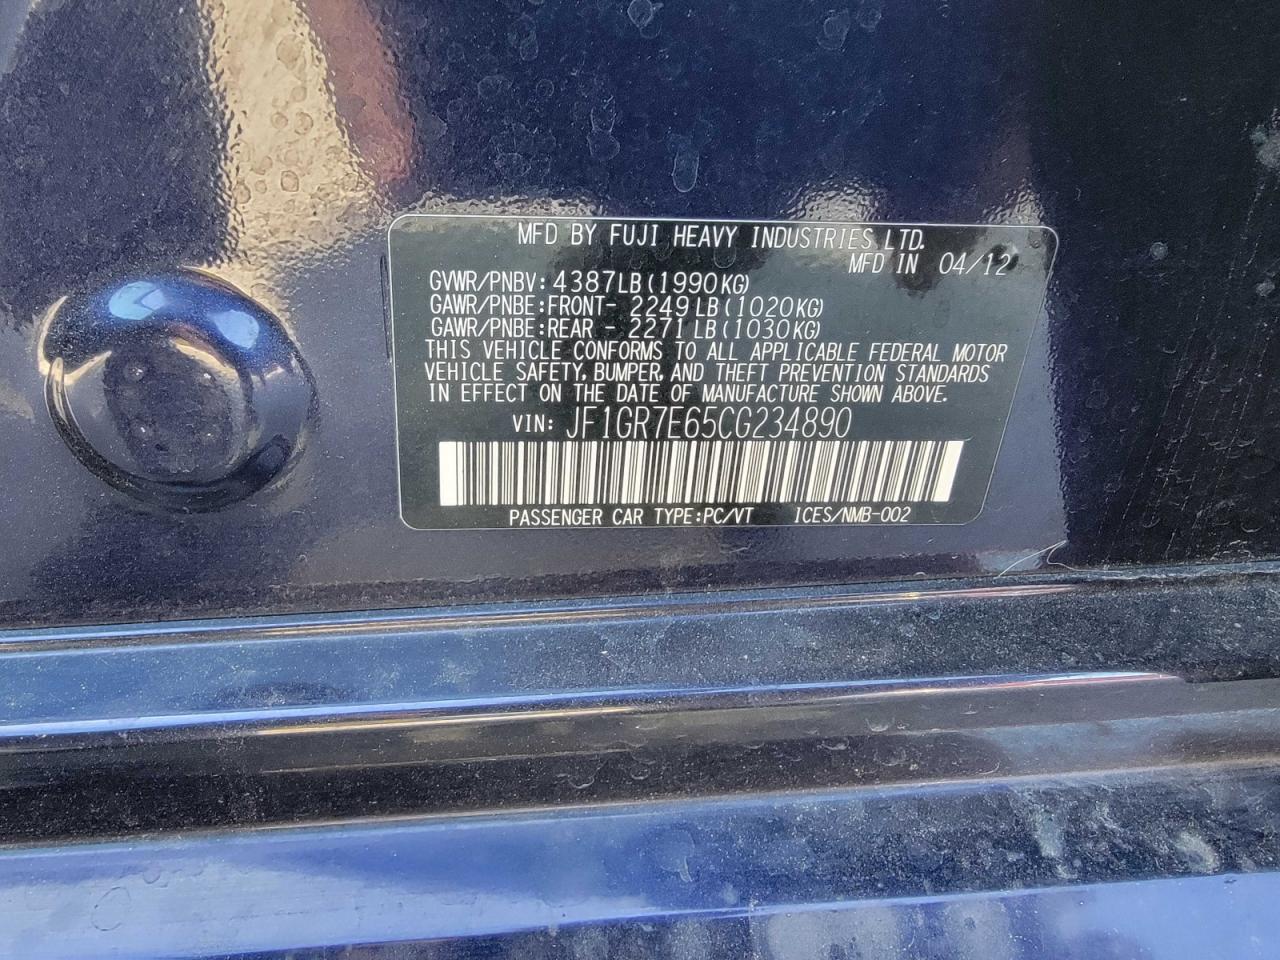 MFD BY FUJI HEAVY INDUSTRIES LTD.
MFD IN 04/12
GVWR/PNBV: 4387LB (1990KG)
GAWR/PNBE:FRONT- 2249LB (1020KG)
GAWR/PNBE:REAR - 2271LB (1030KG)
THIS VEHICLE CONFORMS TO ALL APPLICABLE FEDERAL MOTOR
VEHICLE SAFETY, BUMPER, AND THEFT PREVENTION STANDARDS
IN EFFECT ON THE DATE OF MANUFACTURE SHOWN ABOVE.
VIN: JF1GR7E65CG234890
PASSENGER CAR TYPE:PC/VT ICES/NMB-002